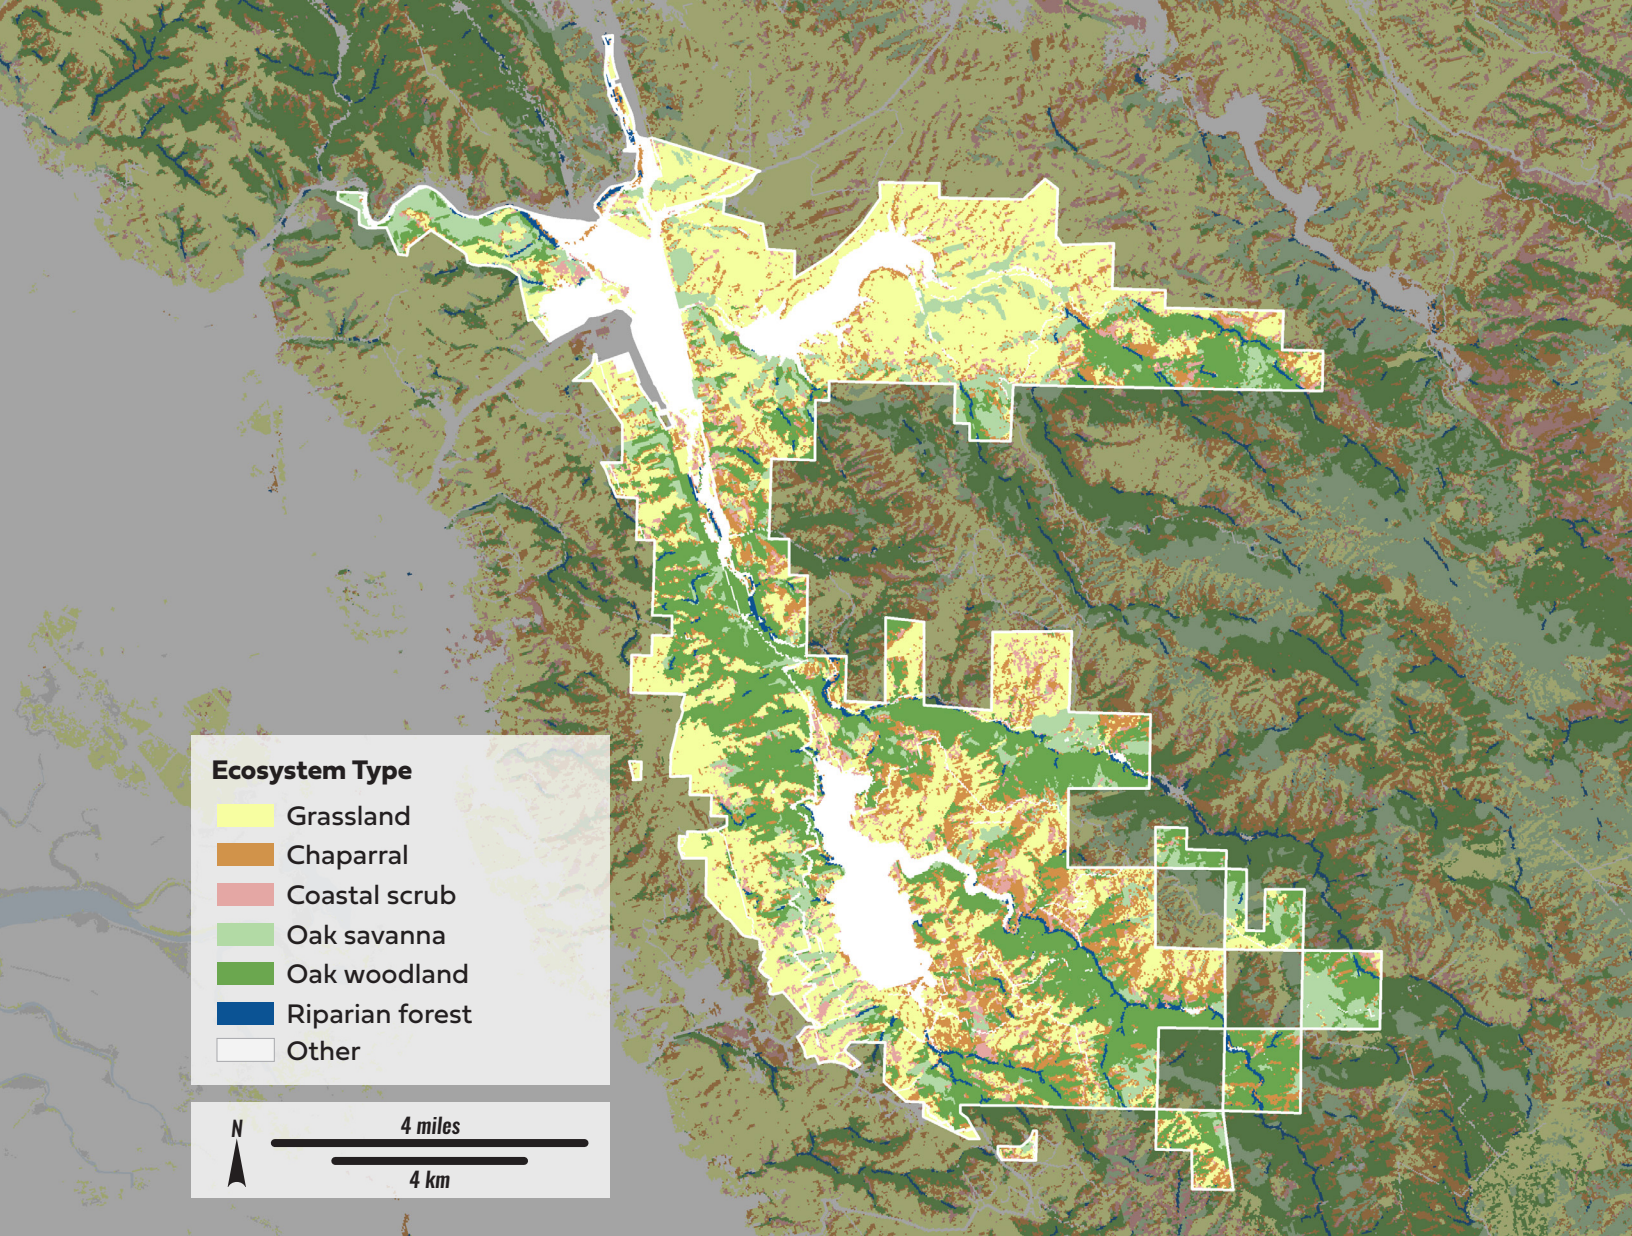 Ecosystem Type
Grassland
Chaparral
Coastal scrub
Oak savanna
Oak woodland
Riparian forest
Other
N
4 miles
4 km